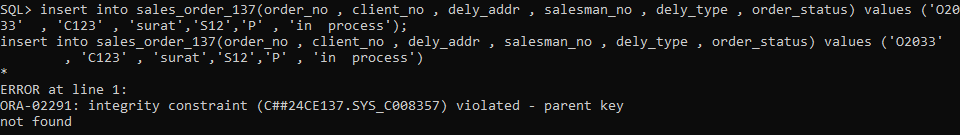 SQL> insert into sales_order_137(order_no , client_no , dely_addr , salesman_no , dely_type , order_status) values ('O20
33' , 'C123' , 'surat','S12','P' , 'in  process');
insert into sales_order_137(order_no , client_no , dely_addr , salesman_no , dely_type , order_status) values ('O2033'
        , 'C123' , 'surat','S12','P' , 'in  process')
*
ERROR at line 1:
ORA-02291: integrity constraint (C##24CE137.SYS_C008357) violated - parent key
not found